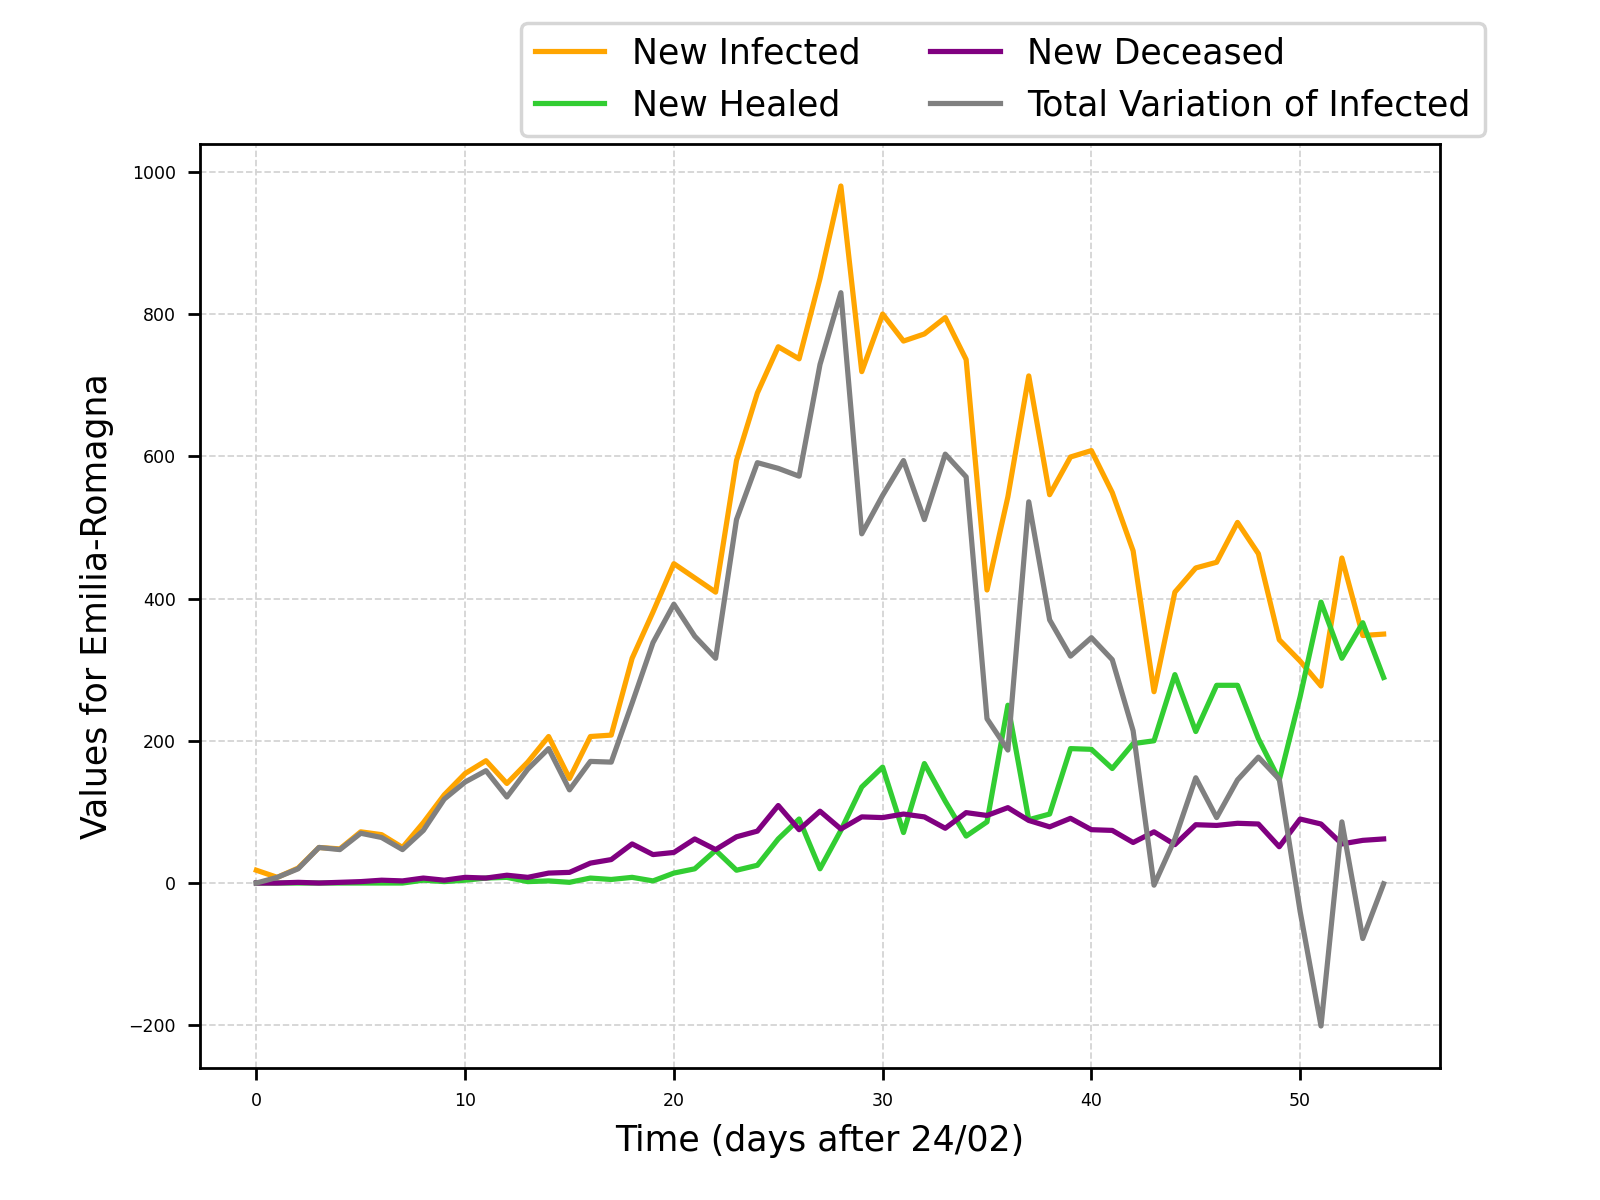 New Infected
New Healed
New Deceased
Total Variation of Infected
1000
800
600
400
200
0
−200
Values for Emilia-Romagna
0 10 20 30 40 50
Time (days after 24/02)